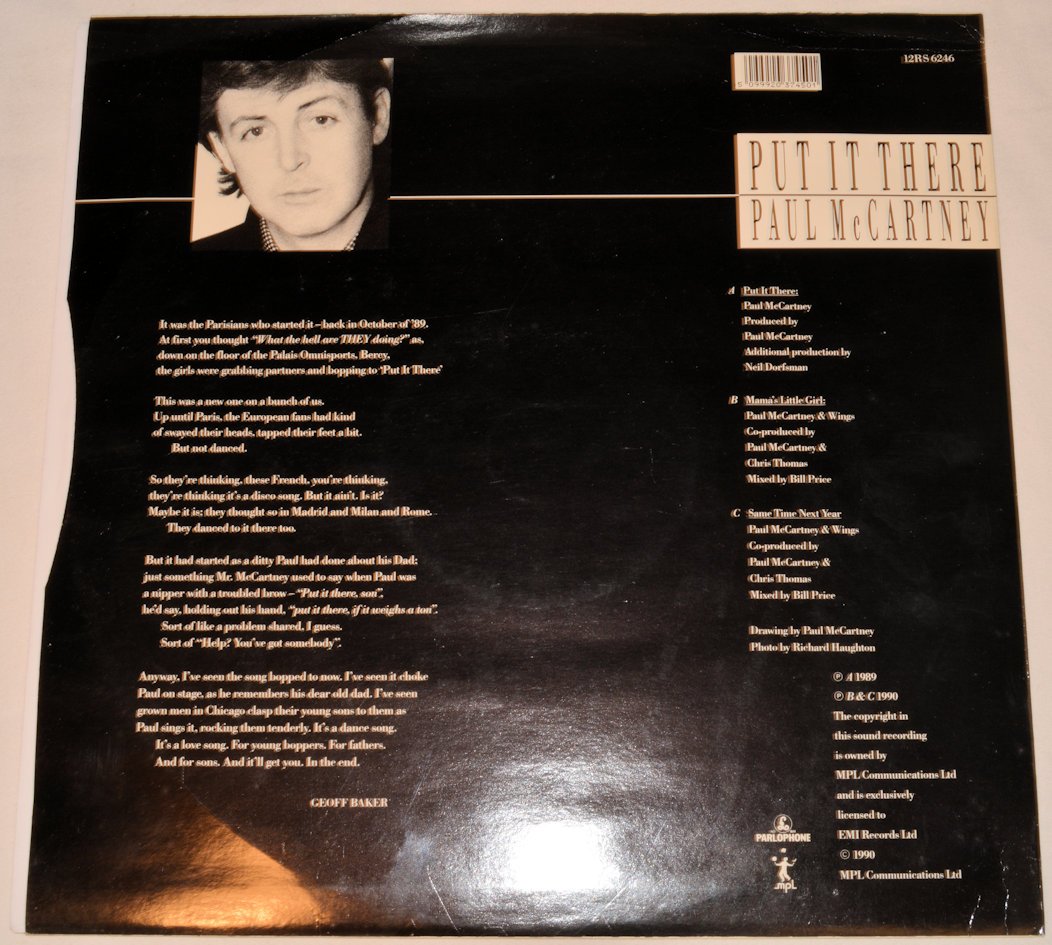 12RS 6246
5 099920 374501
PUT IT THERE
PAUL McCARTNEY
It was the Parisians who started it – back in October of '89.
At first you thought "What the hell are THEY doing?" as,
down on the floor of the Palais Omnisports, Bercy,
the girls were grabbing partners and bopping to 'Put It There'
This was a new one on a bunch of us.
Up until Paris, the European fans had kind
of swayed their heads, tapped their feet a bit.
But not danced.
So they're thinking, these French, you're thinking,
they're thinking it's a disco song. But it ain't. Is it?
Maybe it is; they thought so in Madrid and Milan and Rome.
They danced to it there too.
But it had started as a ditty Paul had done about his Dad;
just something Mr. McCartney used to say when Paul was
a nipper with a troubled brow – "Put it there, son",
he'd say, holding out his hand, "put it there, if it weighs a ton".
Sort of like a problem shared, I guess.
Sort of "Help? You've got somebody".
Anyway, I've seen the song bopped to now. I've seen it choke
Paul on stage, as he remembers his dear old dad. I've seen
grown men in Chicago clasp their young sons to them as
Paul sings it, rocking them tenderly. It's a dance song.
It's a love song. For young boppers. For fathers.
And for sons. And it'll get you. In the end.
GEOFF BAKER
A Put It There:
Paul McCartney
Produced by
Paul McCartney
Additional production by
Neil Dorfsman
B Mama's Little Girl:
Paul McCartney & Wings
Co-produced by
Paul McCartney &
Chris Thomas
Mixed by Bill Price
C Same Time Next Year
Paul McCartney & Wings
Co-produced by
Paul McCartney &
Chris Thomas
Mixed by Bill Price
Drawing by Paul McCartney
Photo by Richard Haughton
℗ A 1989
℗ B & C 1990
The copyright in
this sound recording
is owned by
MPL Communications Ltd
and is exclusively
licensed to
EMI Records Ltd
© 1990
MPL Communications Ltd
PARLOPHONE
mpL